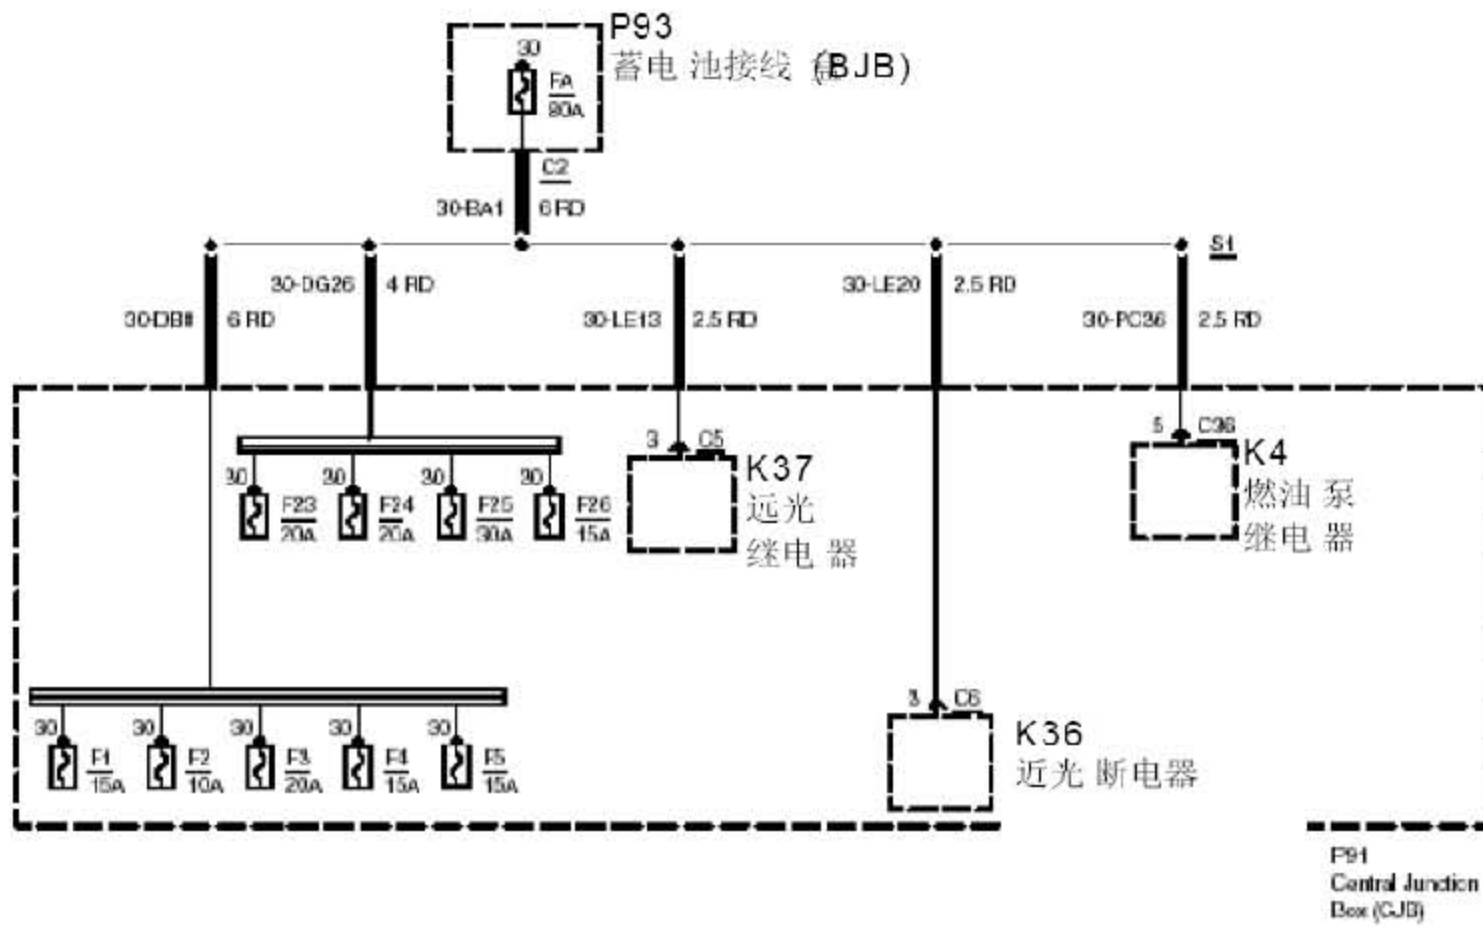 P93
蓄电 池接线 盒(BJB)
30
FA
80A
C2
30-BA1 6 RD
S1
30-DG26 4 RD
30-LE20 2.5 RD
6 RD
30-LE13 2.5 RD
30-PC36 2.5 RD
3 C5
5 C36
K37
远光
继电 器
K4
燃油 泵
继电 器
30 30 30 30
F23 F24 F25 F26
20A 20A 30A 15A
3 C6
K36
近光 断电器
30 30 30 30 30
F1 F2 F3 F4 F5
15A 10A 20A 15A 15A
P91
Central Junction
Box (CJB)